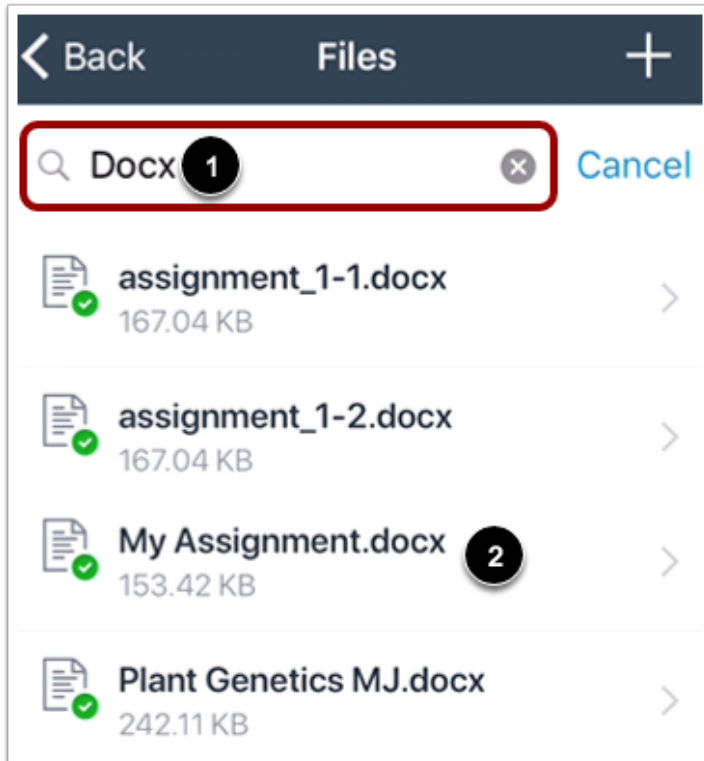 Back Files
Docx 1 Cancel
assignment_1-1.docx
167.04 KB
assignment_1-2.docx
167.04 KB
My Assignment.docx 2
153.42 KB
Plant Genetics MJ.docx
242.11 KB